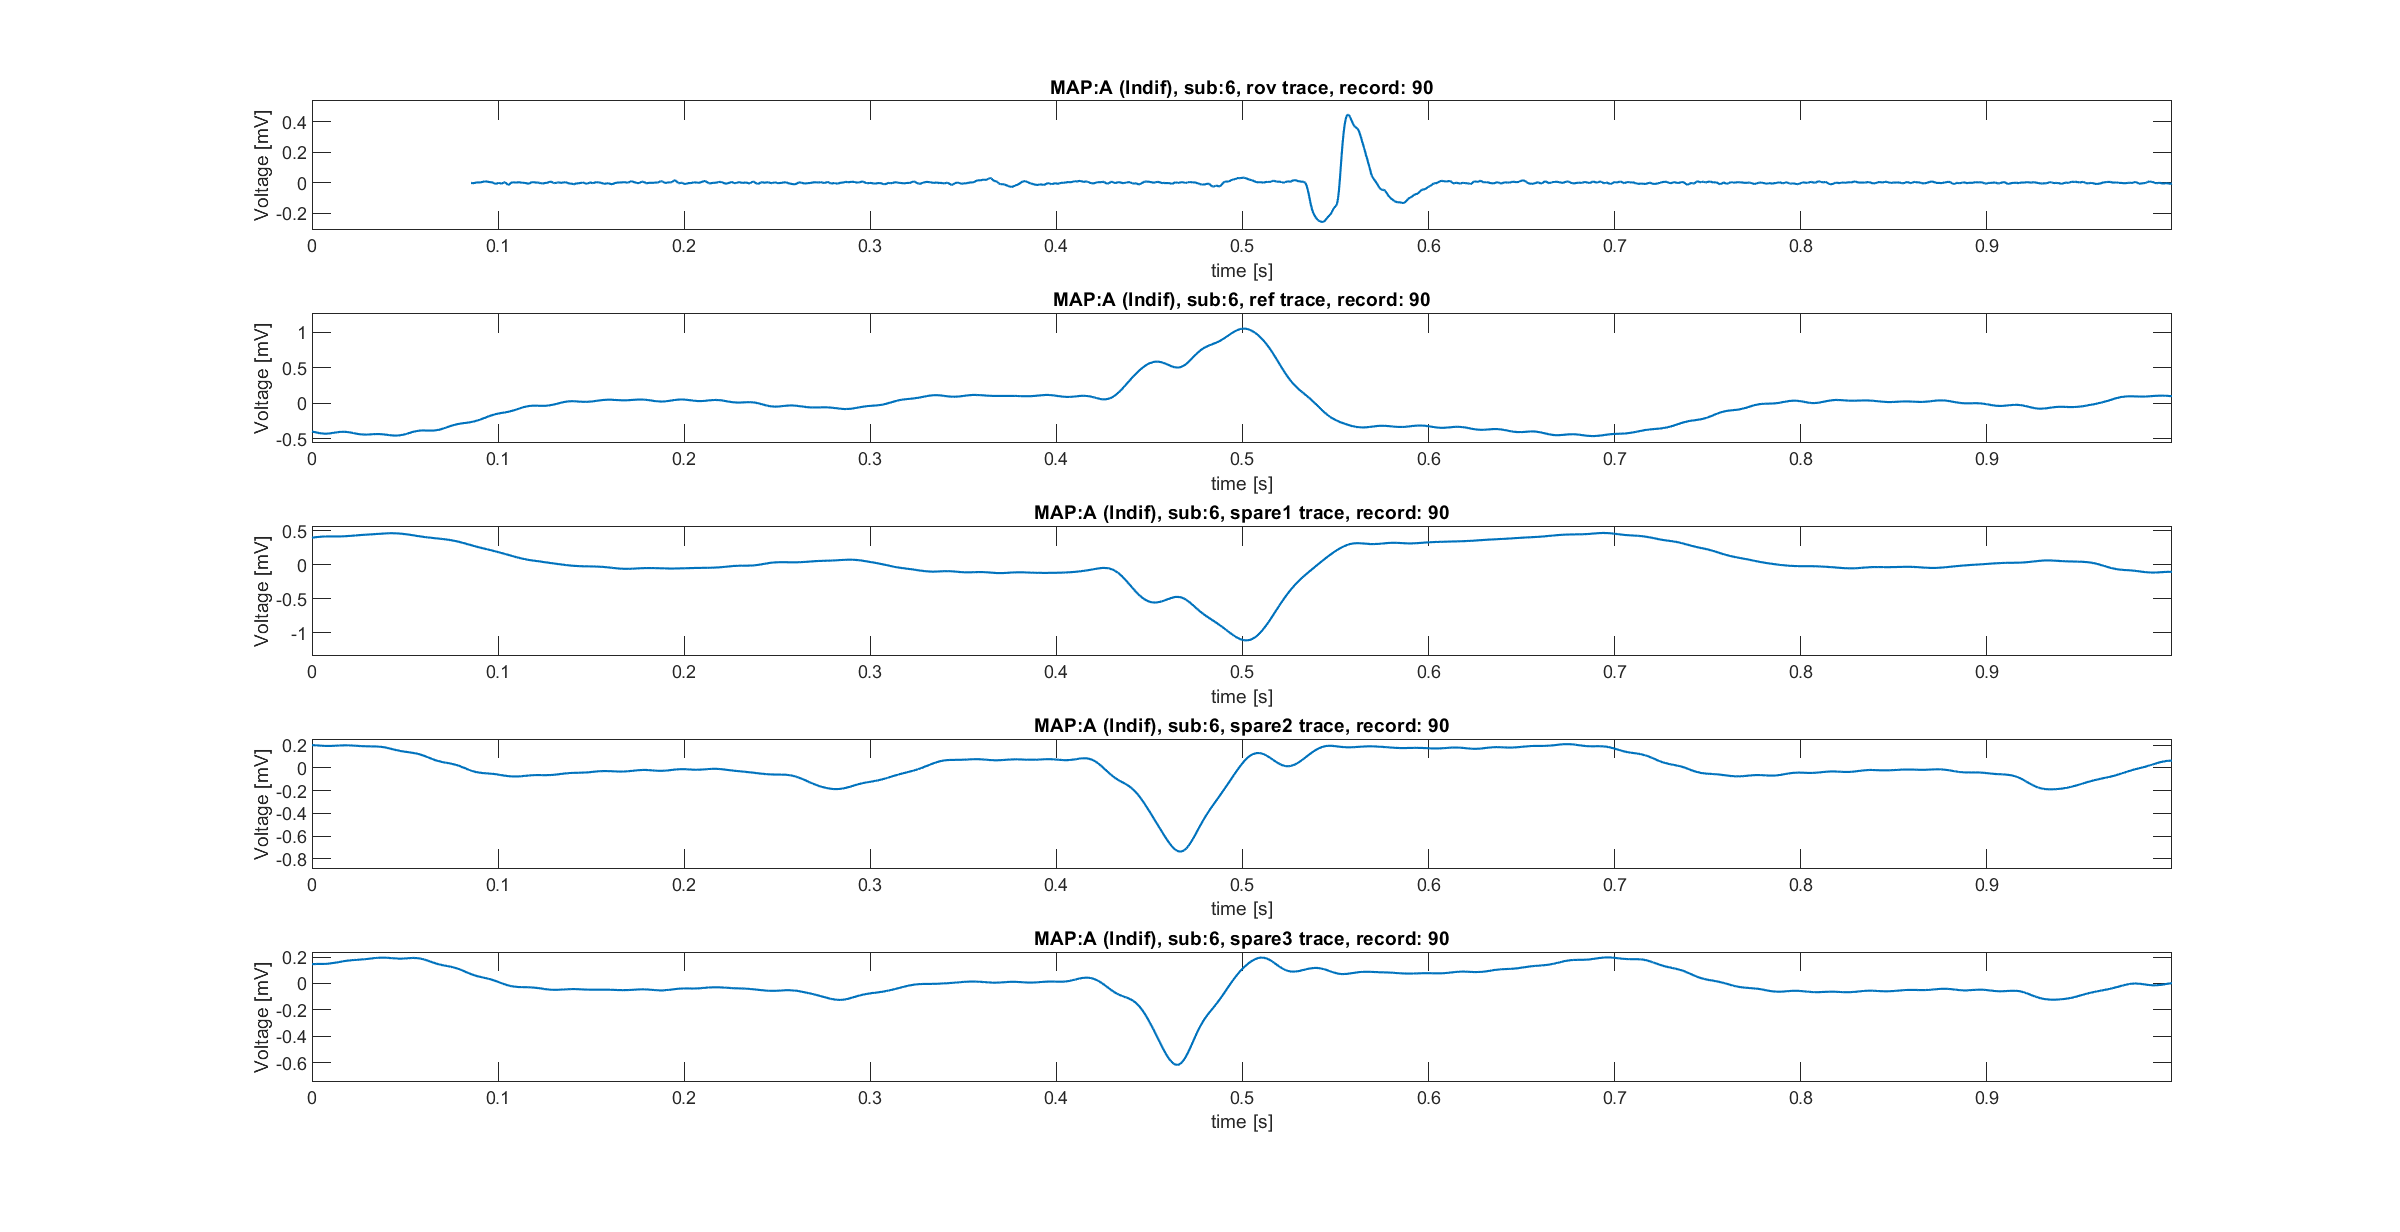 MAP:A (Indif), sub:6, rov trace, record: 90
Voltage [mV]
0.4
0.2
0
-0.2
0 0.1 0.2 0.3 0.4 0.5 0.6 0.7 0.8 0.9
time [s]
MAP:A (Indif), sub:6, ref trace, record: 90
Voltage [mV]
1
0.5
0
-0.5
0 0.1 0.2 0.3 0.4 0.5 0.6 0.7 0.8 0.9
time [s]
MAP:A (Indif), sub:6, spare1 trace, record: 90
Voltage [mV]
0.5
0
-0.5
-1
0 0.1 0.2 0.3 0.4 0.5 0.6 0.7 0.8 0.9
time [s]
MAP:A (Indif), sub:6, spare2 trace, record: 90
Voltage [mV]
0.2
0
-0.2
-0.4
-0.6
-0.8
0 0.1 0.2 0.3 0.4 0.5 0.6 0.7 0.8 0.9
time [s]
MAP:A (Indif), sub:6, spare3 trace, record: 90
Voltage [mV]
0.2
0
-0.2
-0.4
-0.6
0 0.1 0.2 0.3 0.4 0.5 0.6 0.7 0.8 0.9
time [s]